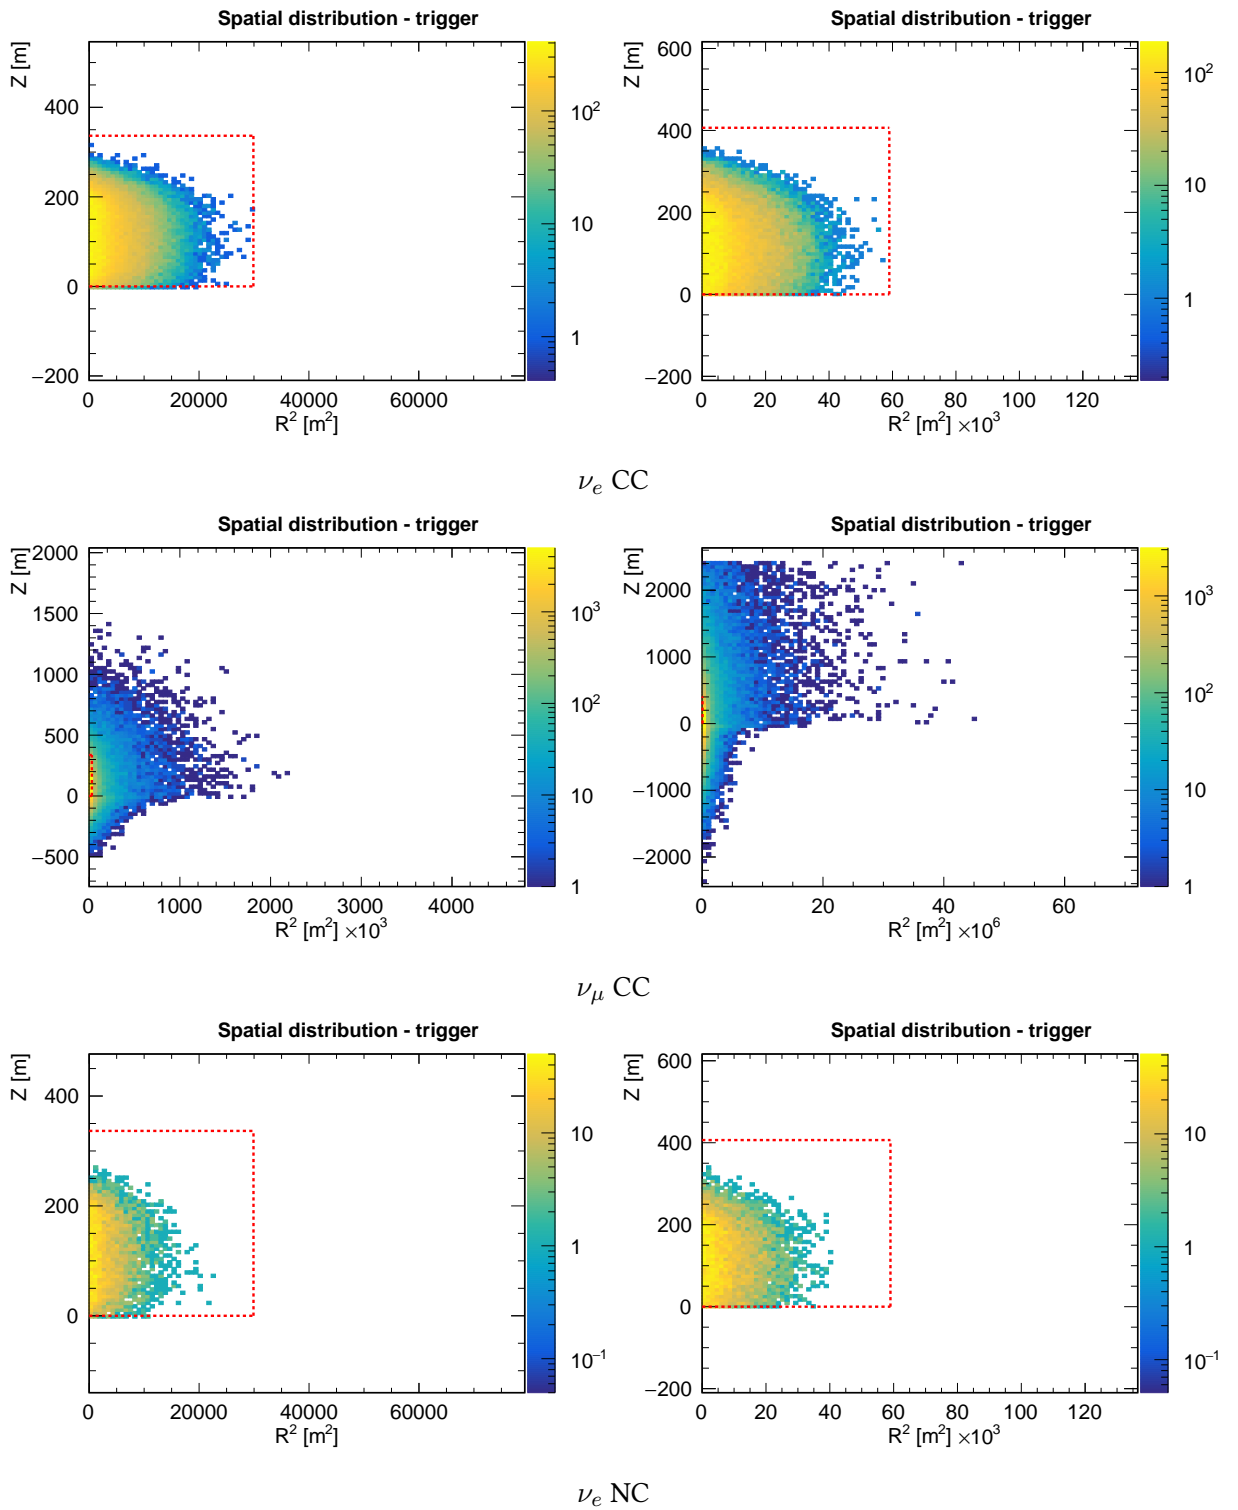 Spatial distribution - trigger
Z [m]
400
200
0
−200
0 20000 40000 60000
R² [m²]
10²
10
1
Spatial distribution - trigger
Z [m]
600
400
200
0
−200
0 20 40 60 80 100 120
R² [m²] ×10³
10²
10
1
νₑ CC
Spatial distribution - trigger
Z [m]
2000
1500
1000
500
0
−500
0 1000 2000 3000 4000
R² [m²] ×10³
10³
10²
10
1
Spatial distribution - trigger
Z [m]
2000
1000
0
−1000
−2000
0 20 40 60
R² [m²] ×10⁶
10³
10²
10
1
ν_μ CC
Spatial distribution - trigger
Z [m]
400
200
0
0 20000 40000 60000
R² [m²]
10
1
10⁻¹
Spatial distribution - trigger
Z [m]
600
400
200
0
−200
0 20 40 60 80 100 120
R² [m²] ×10³
10
1
10⁻¹
νₑ NC